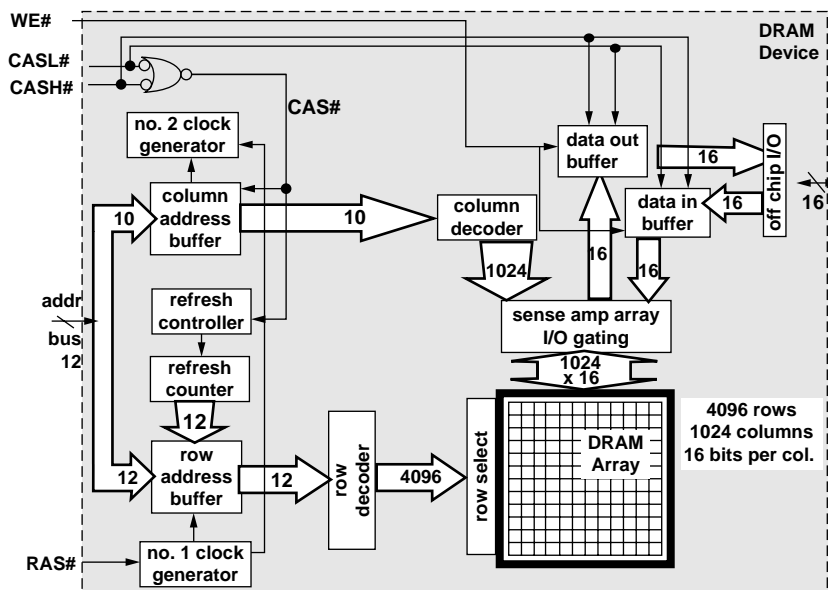 WE#
DRAM
Device
CASL#
CASH#
CAS#
no. 2 clock
generator
data out
buffer
16
off chip I/O
16
16
data in
buffer
column
address
buffer
10
10
column
decoder
1024
16
16
addr
bus
12
refresh
controller
sense amp array
I/O gating
refresh
counter
1024
x 16
12
4096 rows
1024 columns
16 bits per col.
DRAM
Array
row
address
buffer
12
12
row
decoder
4096
row select
RAS#
no. 1 clock
generator